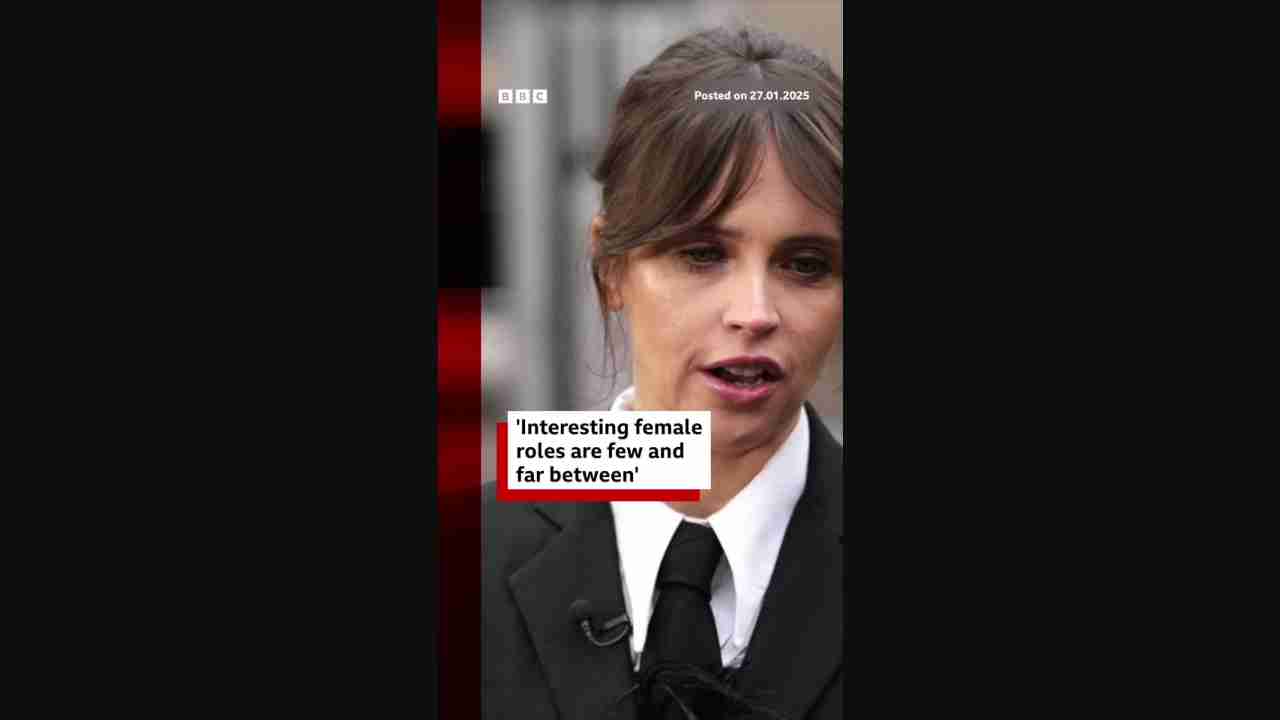 BBC
Posted on 27.01.2025
'Interesting female
roles are few and
far between'